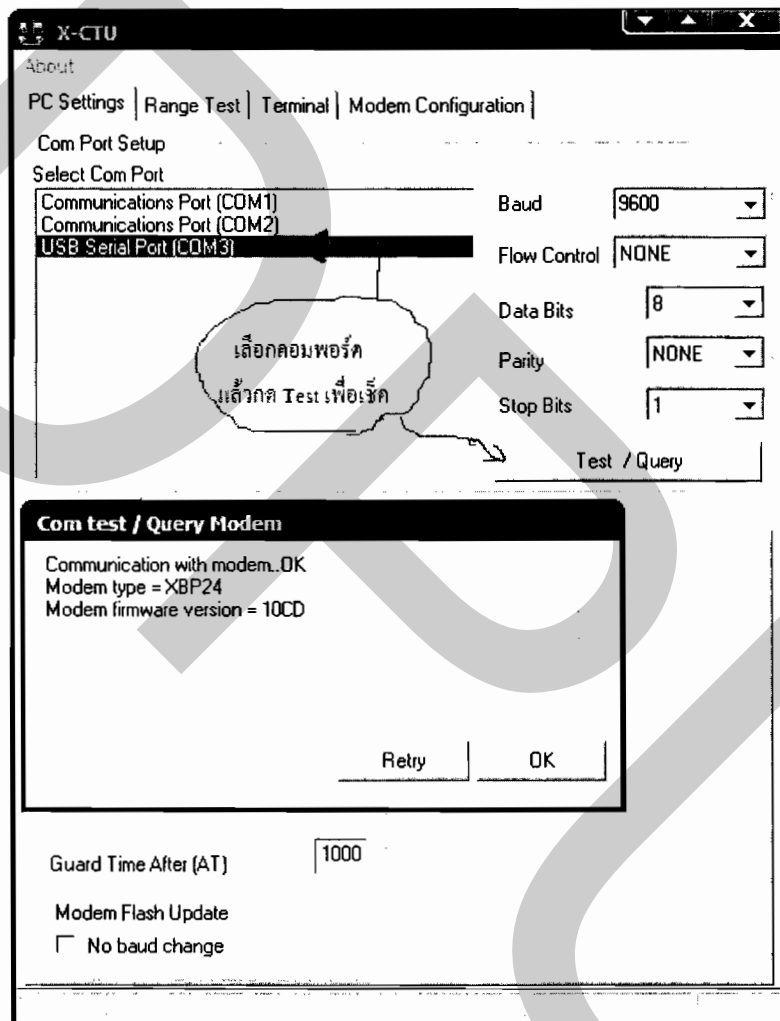 X-CTU
About
PC Settings
Range Test
Terminal
Modem Configuration
Com Port Setup
Select Com Port
Communications Port (COM1)
Communications Port (COM2)
USB Serial Port (COM3)
Baud
9600
Flow Control
NONE
Data Bits
8
Parity
NONE
Stop Bits
1
เลือกคอมพอร์ต
แล้วกด Test เพื่อเช็ค
Test / Query
Com test / Query Modem
Communication with modem..OK
Modem type = XBP24
Modem firmware version = 10CD
Retry
OK
Guard Time After (AT)
1000
Modem Flash Update
No baud change